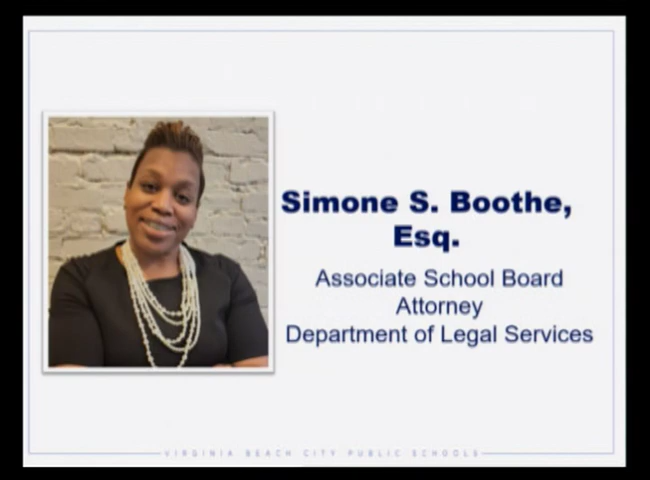 Simone S. Boothe,
Esq.
Associate School Board
Attorney
Department of Legal Services
VIRGINIA BEACH CITY PUBLIC SCHOOLS